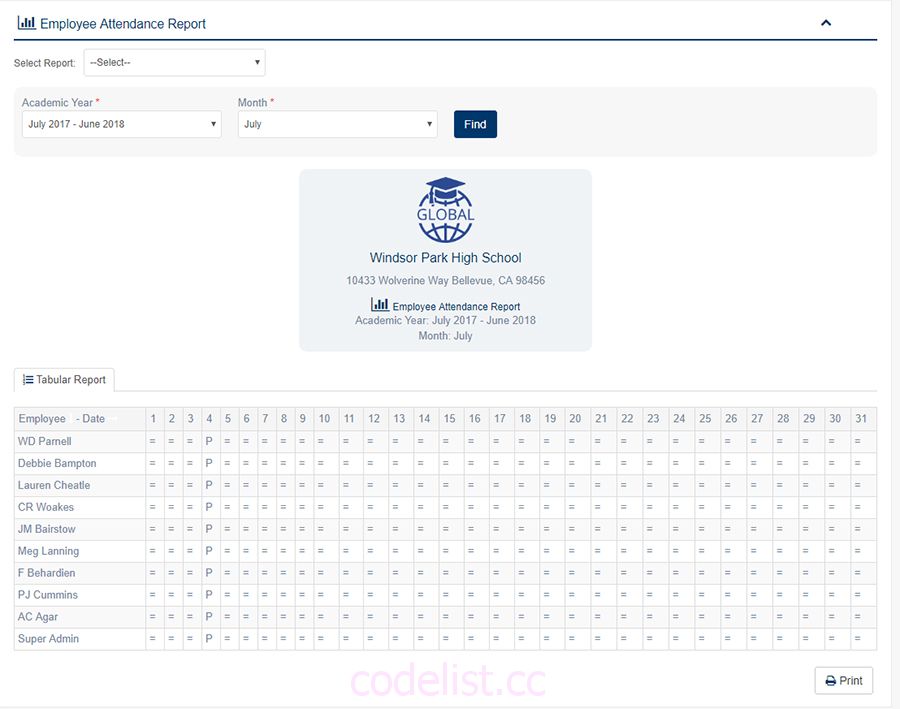 Employee Attendance Report
Select Report: --Select--
Academic Year * Month *
July 2017 - June 2018 July Find
GLOBAL
Windsor Park High School
10433 Wolverine Way Bellevue, CA 98456
Employee Attendance Report
Academic Year: July 2017 - June 2018
Month: July
Tabular Report
Employee - Date 1 2 3 4 5 6 7 8 9 10 11 12 13 14 15 16 17 18 19 20 21 22 23 24 25 26 27 28 29 30 31
WD Parnell = = = P = = = = = = = = = = = = = = = = = = = = = = = = = = =
Debbie Bampton = = = P = = = = = = = = = = = = = = = = = = = = = = = = = = =
Lauren Cheatle = = = P = = = = = = = = = = = = = = = = = = = = = = = = = = =
CR Woakes = = = P = = = = = = = = = = = = = = = = = = = = = = = = = = =
JM Bairstow = = = P = = = = = = = = = = = = = = = = = = = = = = = = = = =
Meg Lanning = = = P = = = = = = = = = = = = = = = = = = = = = = = = = = =
F Behardien = = = P = = = = = = = = = = = = = = = = = = = = = = = = = = =
PJ Cummins = = = P = = = = = = = = = = = = = = = = = = = = = = = = = = =
AC Agar = = = P = = = = = = = = = = = = = = = = = = = = = = = = = = =
Super Admin = = = P = = = = = = = = = = = = = = = = = = = = = = = = = = =
codelist.cc
Print